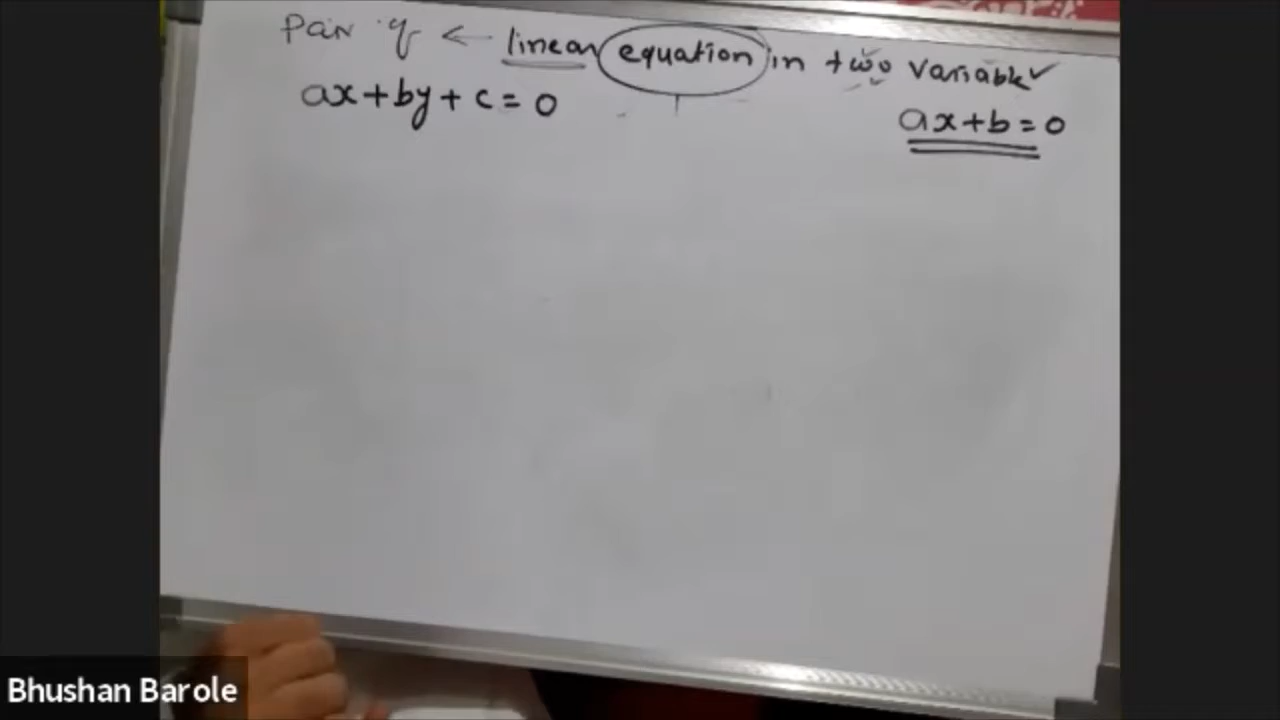 Pair of ← linear equation in two variable ✓
ax+by+c=0
ax+b=0
Bhushan Barole